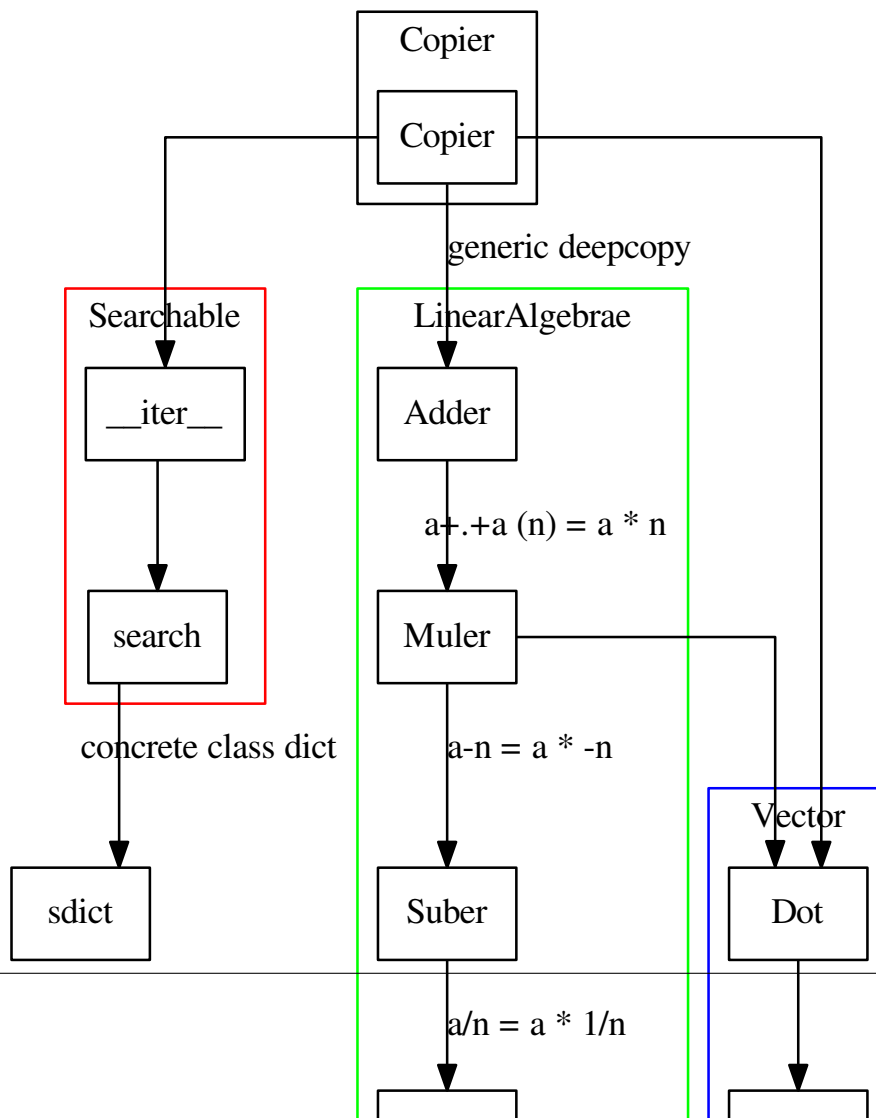 Copier
Copier
generic deepcopy
Searchable
LinearAlgebrae
__iter__
Adder
a+.+a (n) = a * n
search
Muler
concrete class dict
a-n = a * -n
Vector
sdict
Suber
Dot
a/n = a * 1/n